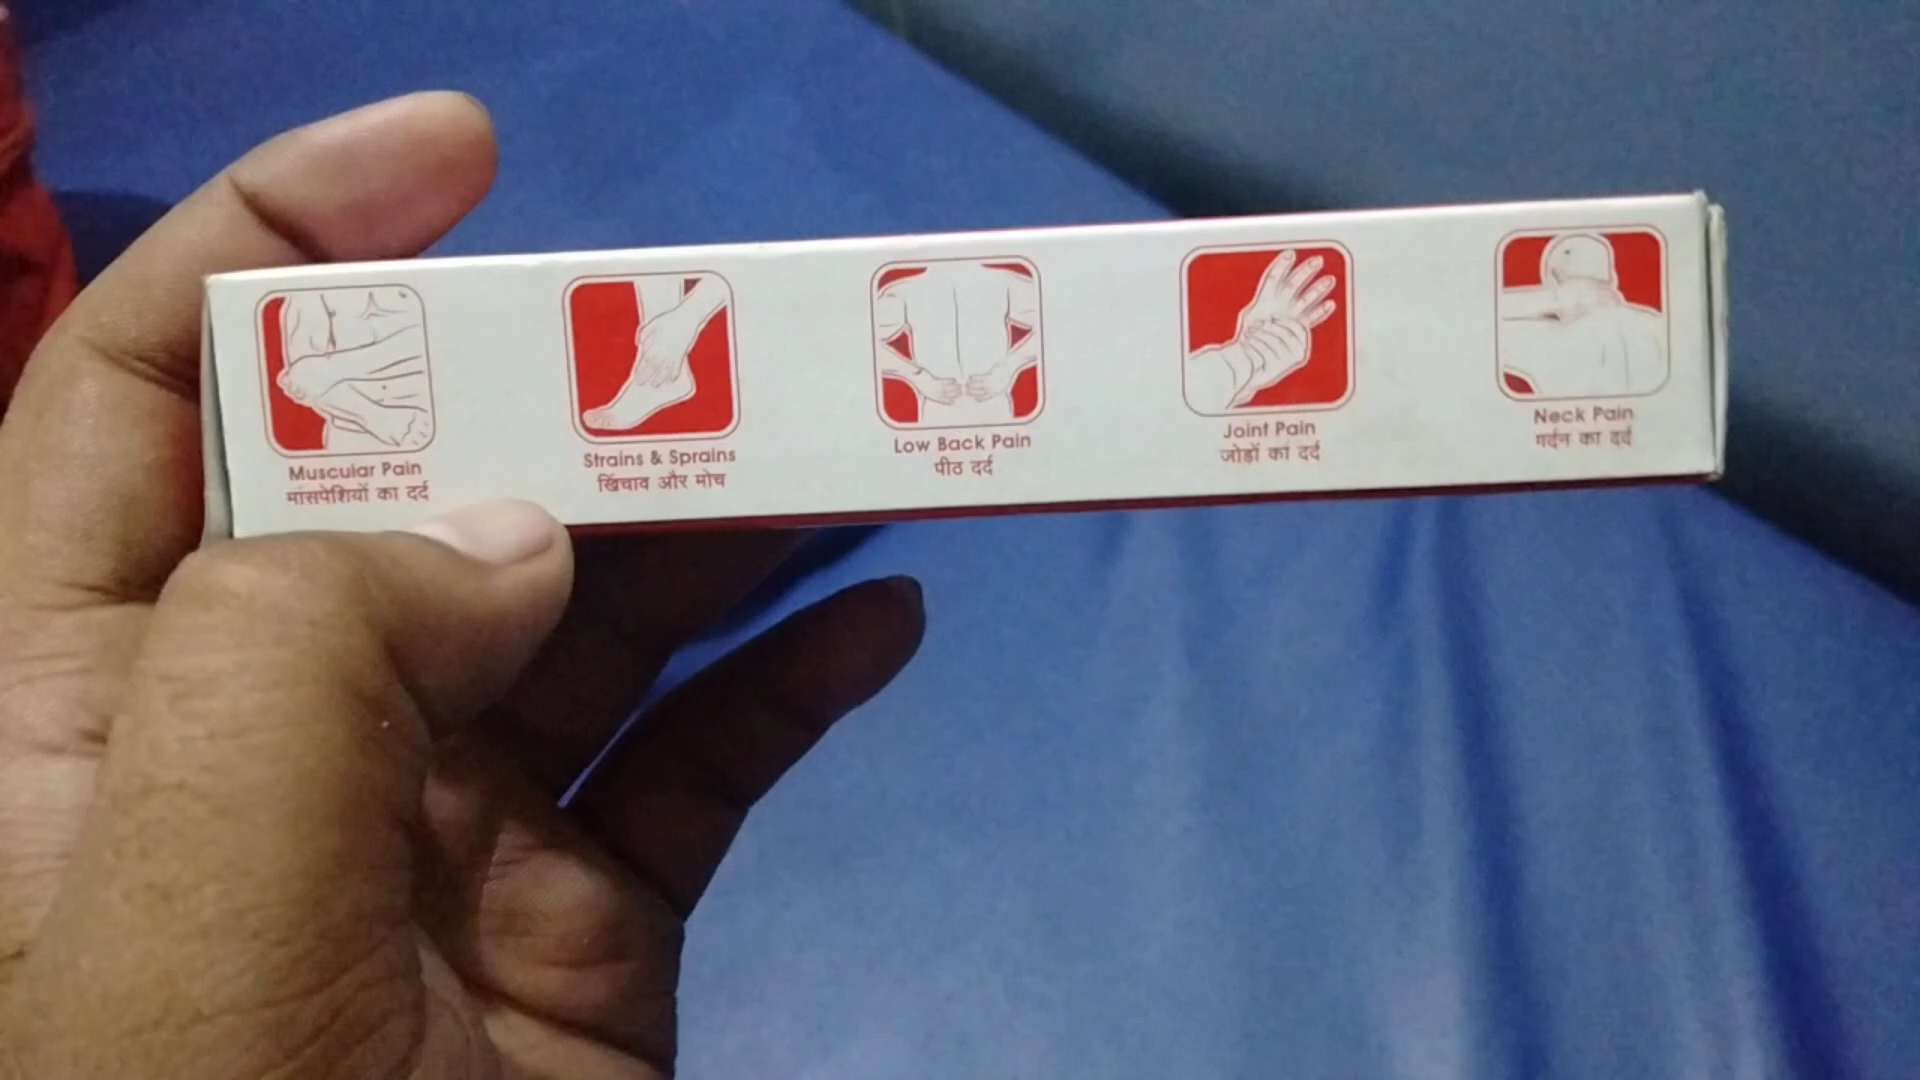 Muscular Pain
मांसपेशियों का दर्द
Strains & Sprains
खिंचाव और मोच
Low Back Pain
पीठ दर्द
Joint Pain
जोड़ों का दर्द
Neck Pain
गर्दन का दर्द